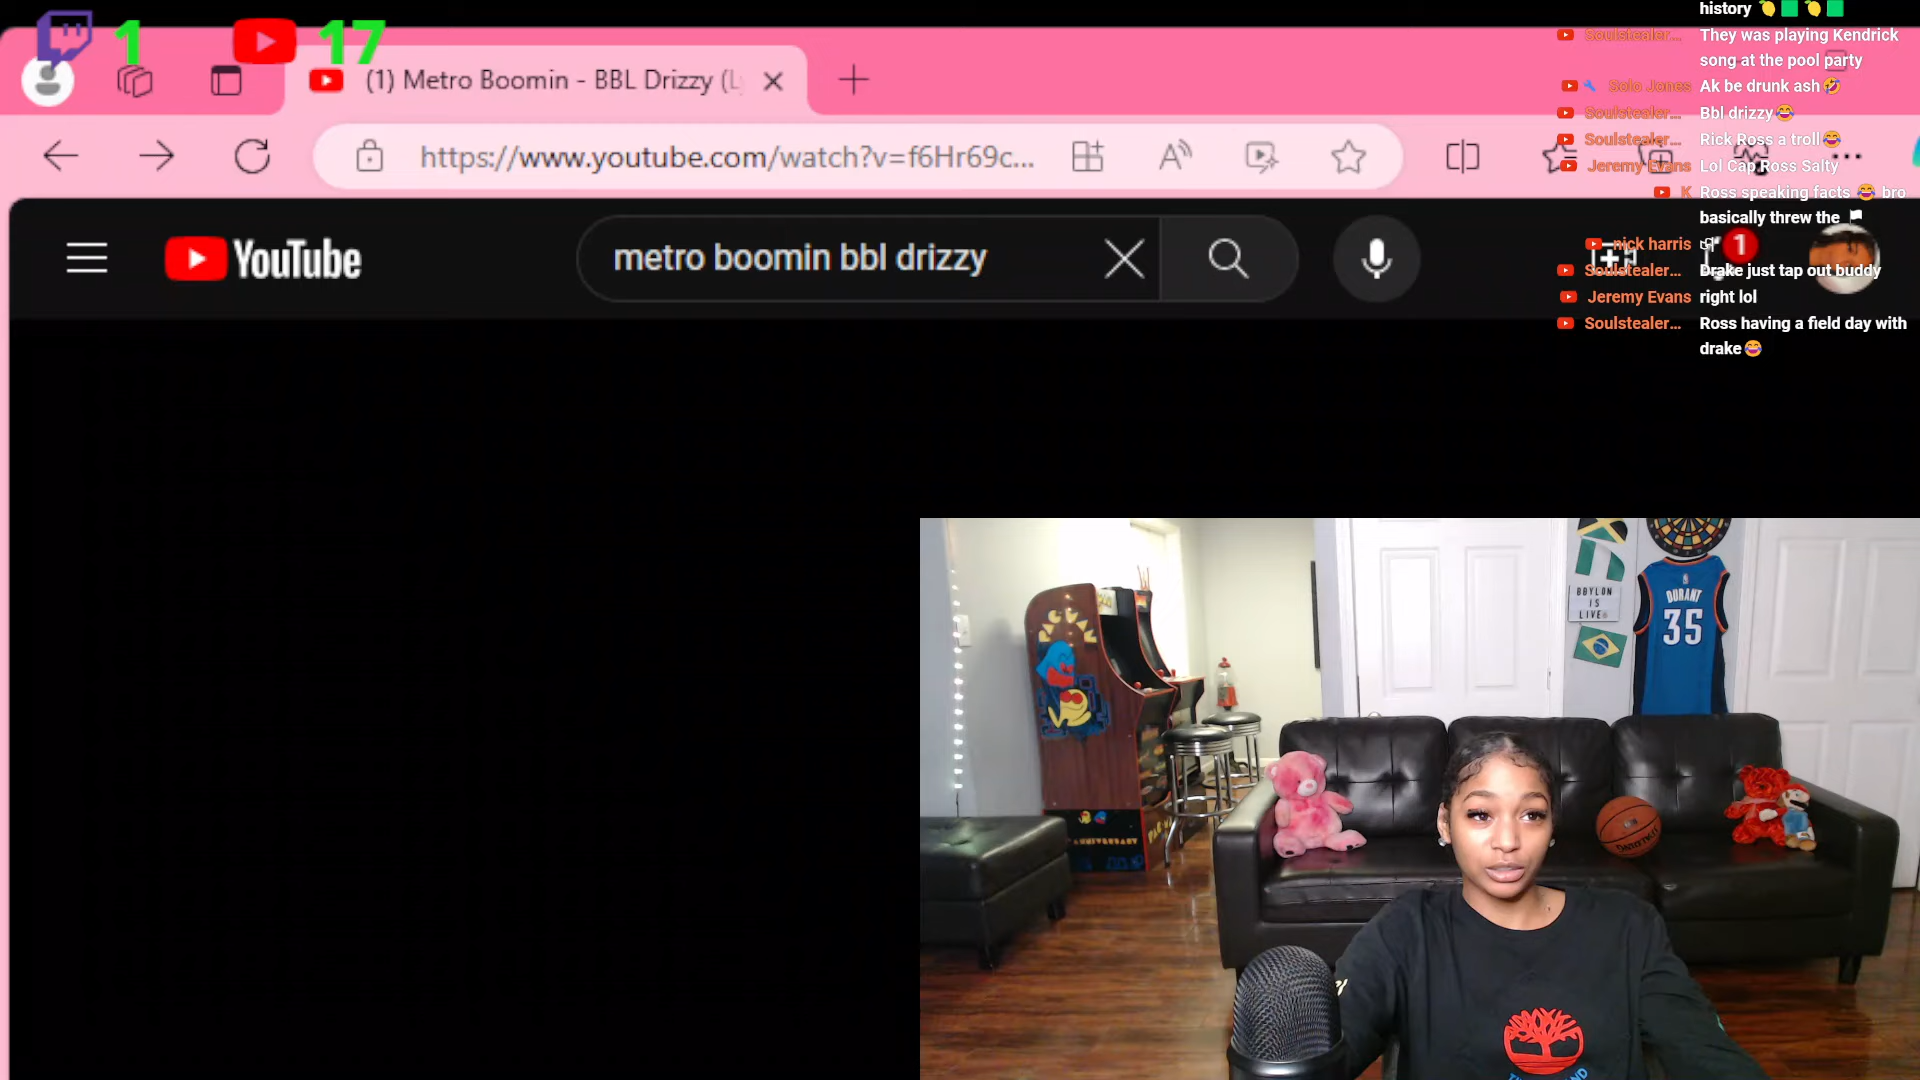 1
17
(1) Metro Boomin - BBL Drizzy (L
https://www.youtube.com/watch?v=f6Hr69c...
YouTube
metro boomin bbl drizzy
1
history 🍋 🟩 🍋 🟩
Soulstealer... They was playing Kendrick
song at the pool party
Solo Jones Ak be drunk ash🤣
Soulstealer... Bbl drizzy😂
Soulstealer... Rick Ross a troll😂
Jeremy Evans Lol Cap Ross Salty
K Ross speaking facts 😂 bro
basically threw the 🏳
nick harris
Soulstealer... Drake just tap out buddy
Jeremy Evans right lol
Soulstealer... Ross having a field day with
drake😂
BBYLON
IS
LIVE
DURANT
35
ANNIVERSARY